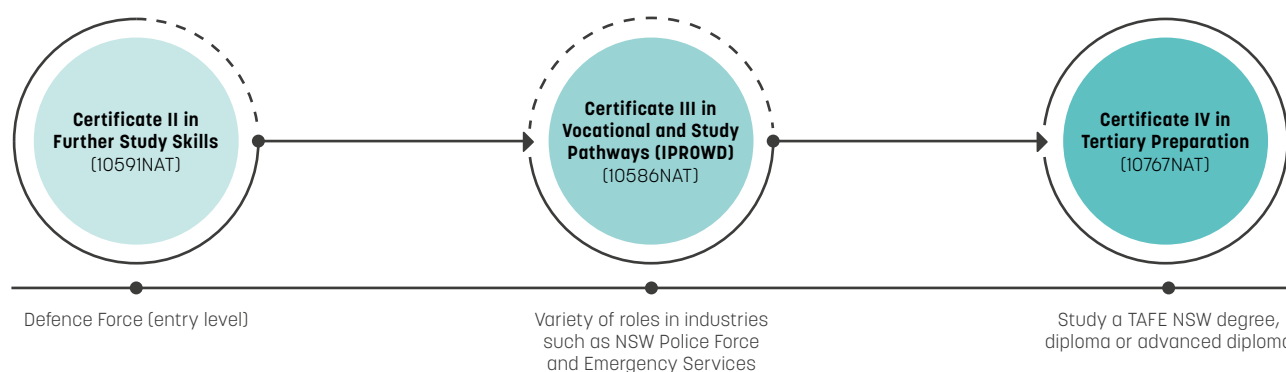 Certificate II in
Further Study Skills
(10591NAT)
Certificate III in
Vocational and Study
Pathways (IPROWD)
(10586NAT)
Certificate IV in
Tertiary Preparation
(10767NAT)
Defence Force (entry level)
Variety of roles in industries
such as NSW Police Force
and Emergency Services
Study a TAFE NSW degree,
diploma or advanced diploma